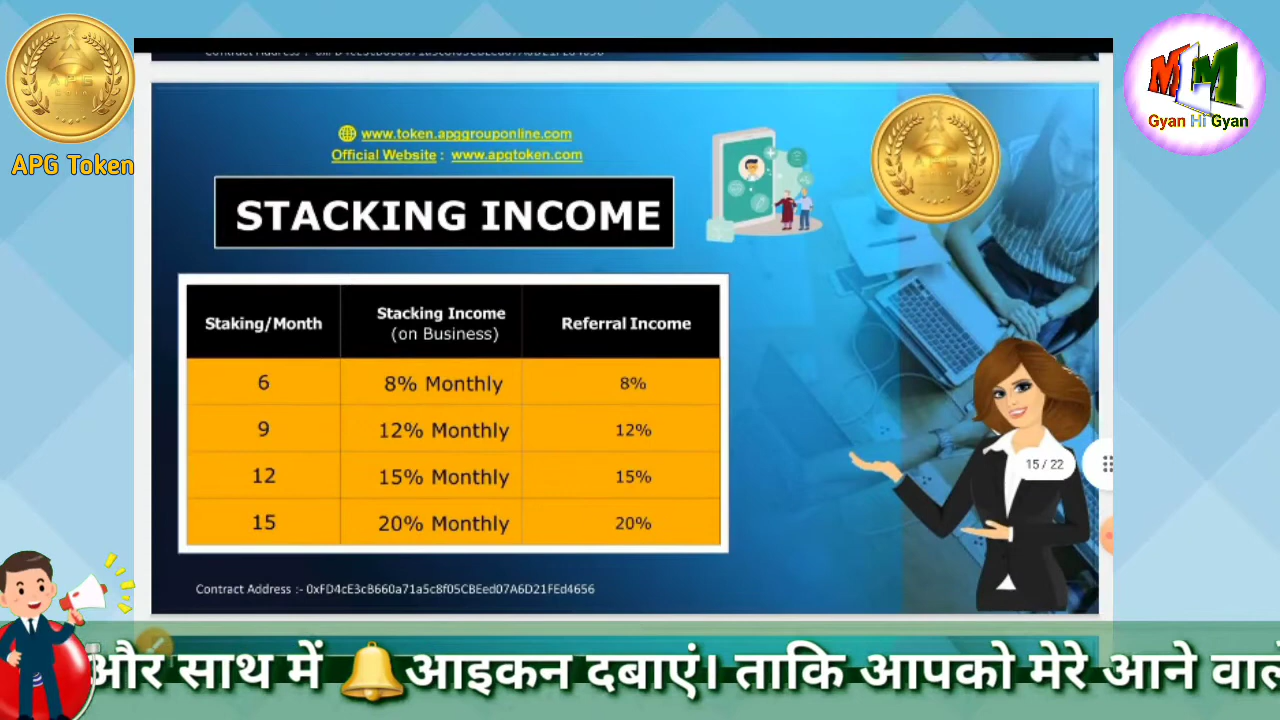 www.token.apggrouponline.com
Official Website : www.apgtoken.com
STACKING INCOME
Staking/Month Stacking Income (on Business) Referral Income
6 8% Monthly 8%
9 12% Monthly 12%
12 15% Monthly 15%
15 20% Monthly 20%
Contract Address :- 0xFD4cE3cB660a71a5c8f05CBEed07A6D21FEd4656
15 / 22
APG Token
MLM
Gyan Hi Gyan
और साथ में 🔔आइकन दबाएं। ताकि आपको मेरे आने वाले